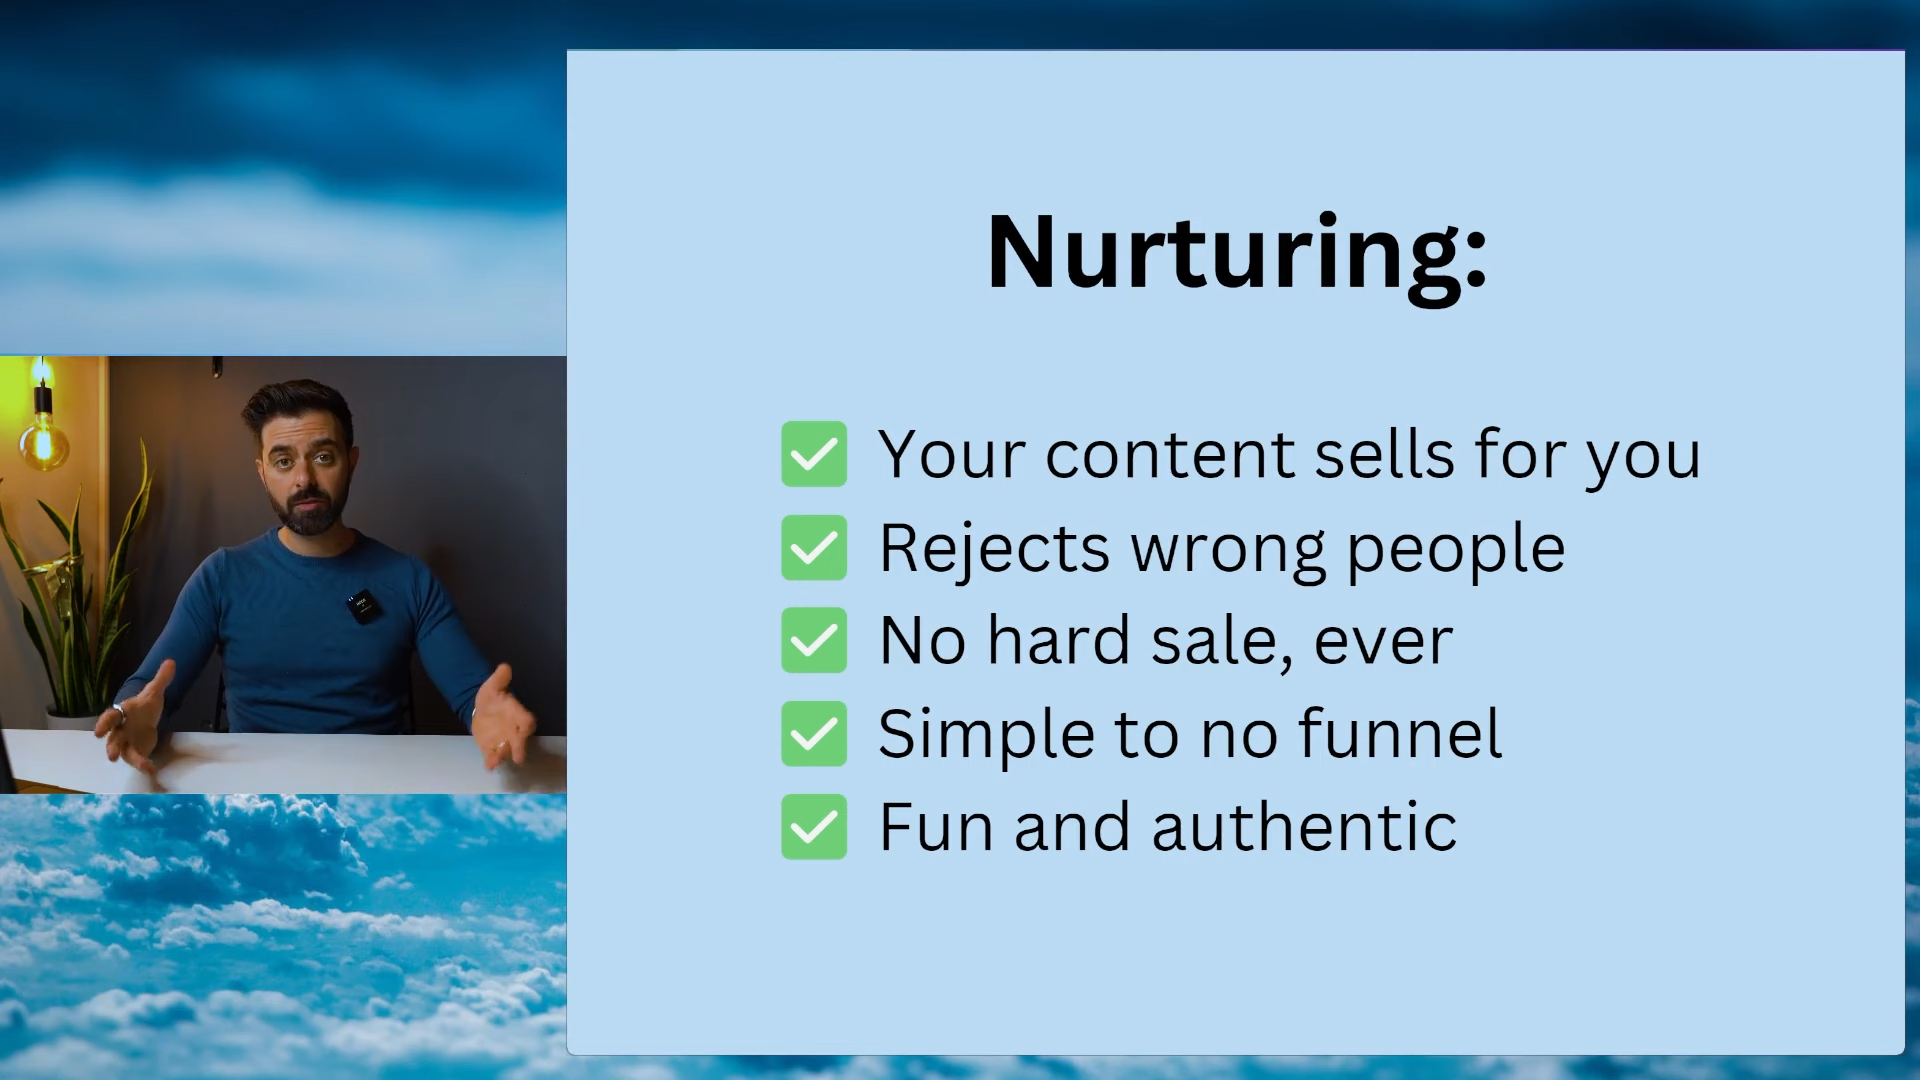 Nurturing:
✅ Your content sells for you
✅ Rejects wrong people
✅ No hard sale, ever
✅ Simple to no funnel
✅ Fun and authentic